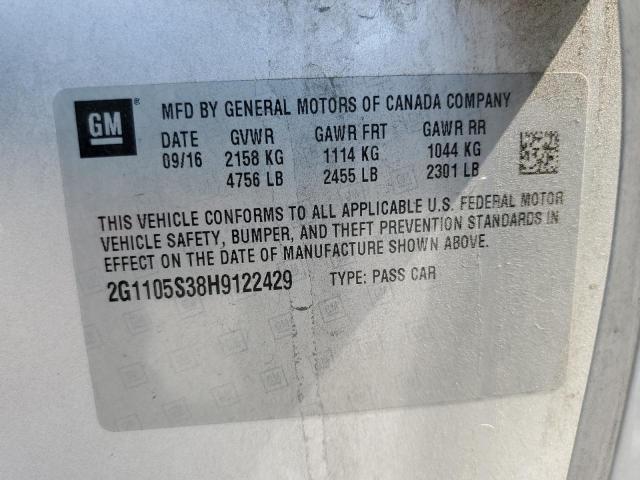 GM ®
MFD BY GENERAL MOTORS OF CANADA COMPANY
DATE GVWR GAWR FRT GAWR RR
09/16 2158 KG 1114 KG 1044 KG
4756 LB 2455 LB 2301 LB
THIS VEHICLE CONFORMS TO ALL APPLICABLE U.S. FEDERAL MOTOR
VEHICLE SAFETY, BUMPER, AND THEFT PREVENTION STANDARDS IN
EFFECT ON THE DATE OF MANUFACTURE SHOWN ABOVE.
2G1105S38H9122429 TYPE: PASS CAR